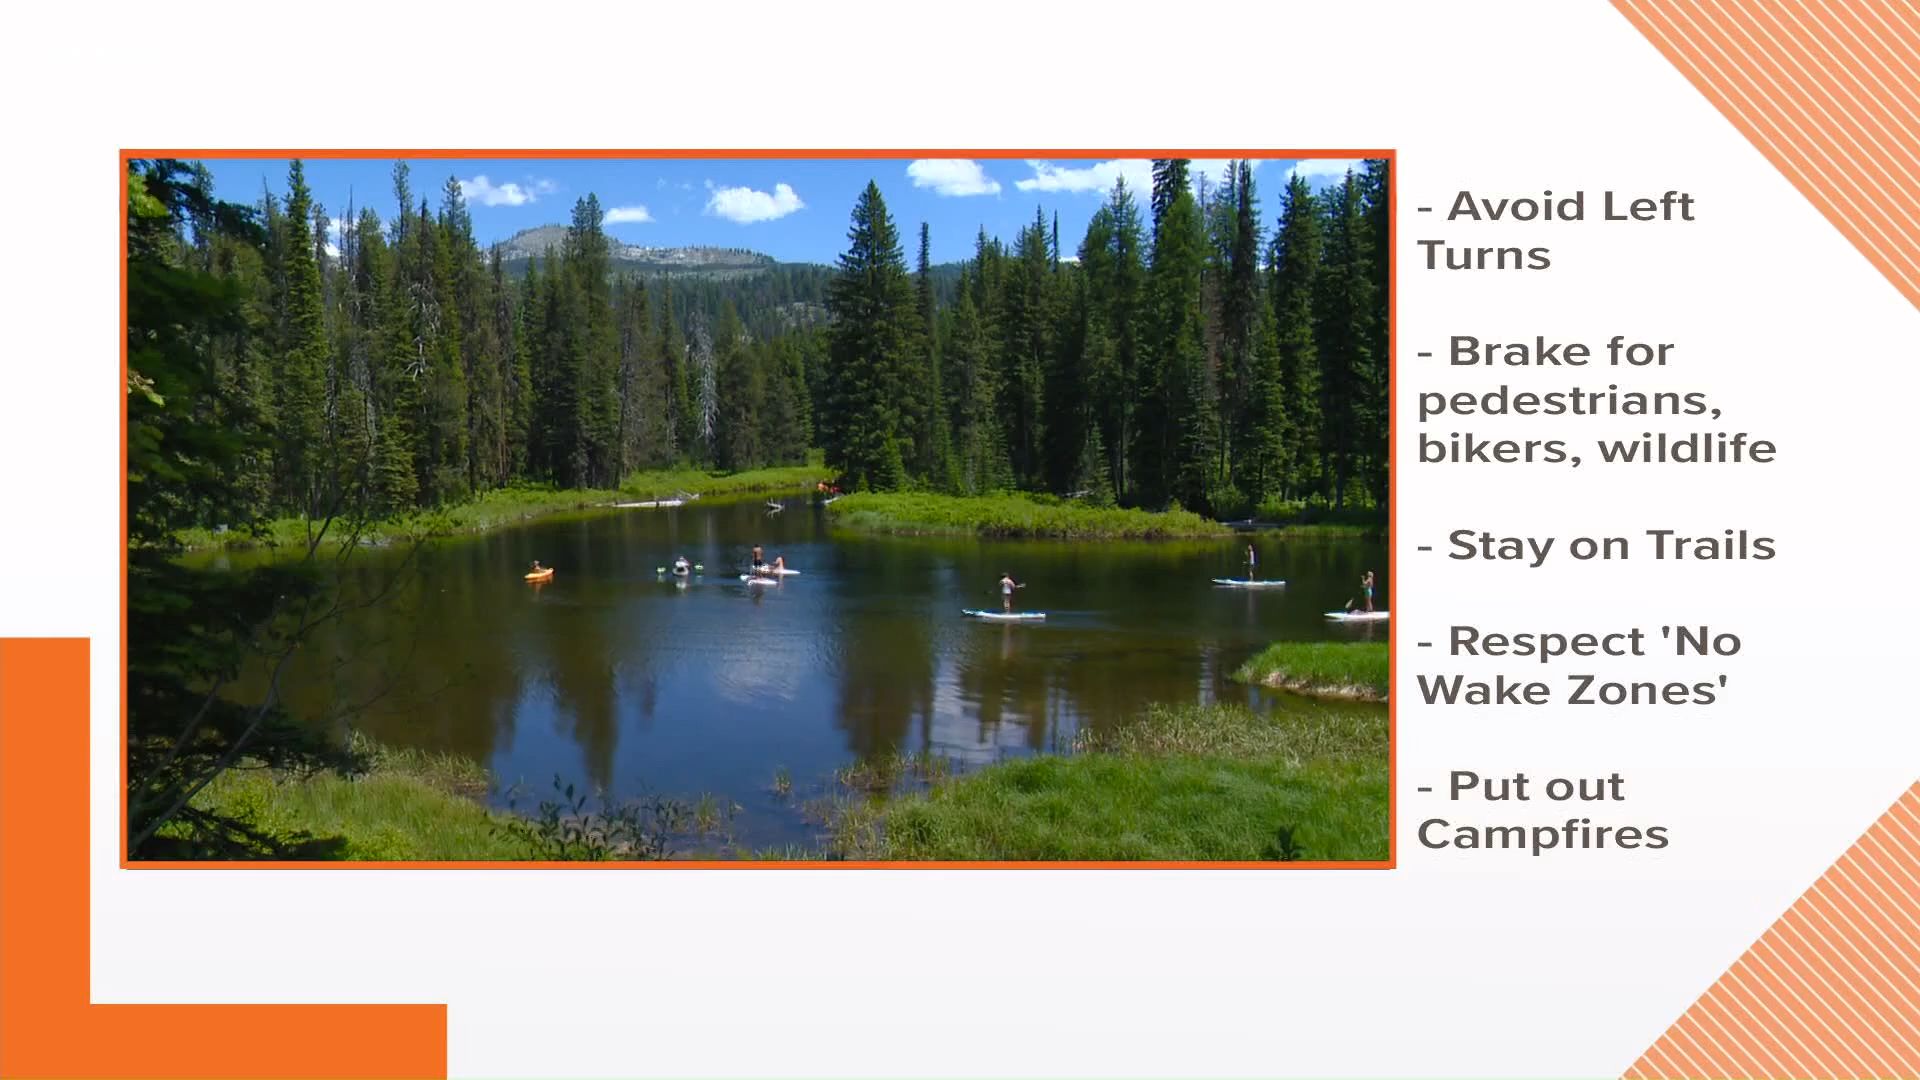 - Avoid Left
Turns
- Brake for
pedestrians,
bikers, wildlife
- Stay on Trails
- Respect 'No
Wake Zones'
- Put out
Campfires